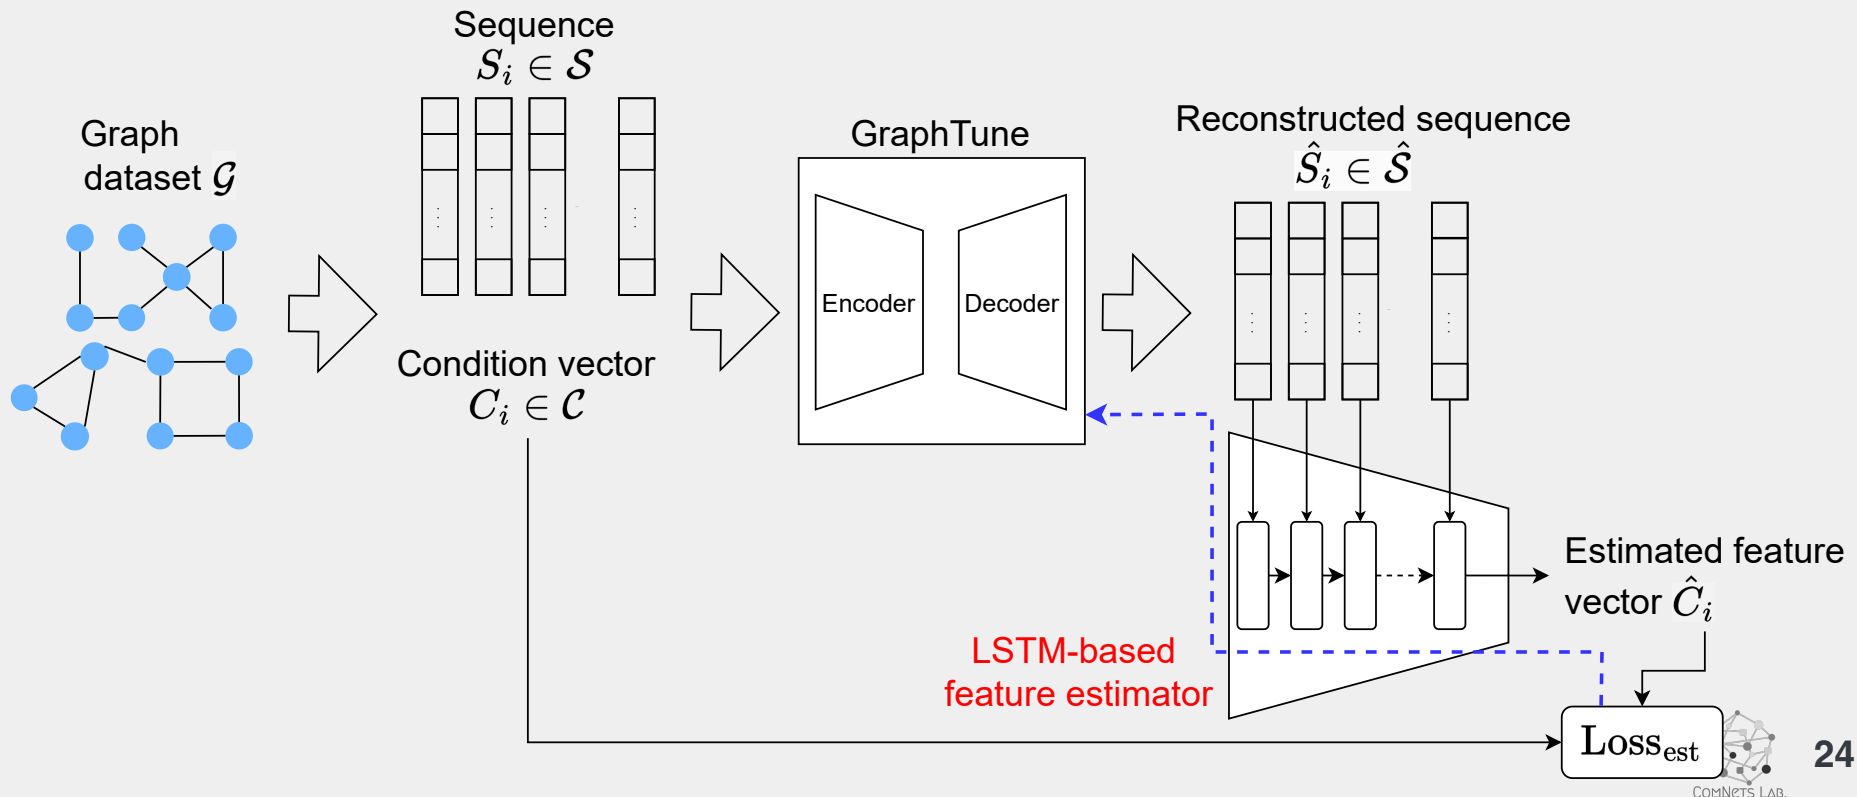 Sequence
S_i ∈ 𝒮
Graph
dataset 𝒢
GraphTune
Reconstructed sequence
Ŝ_i ∈ 𝒮̂
Encoder
Decoder
Condition vector
C_i ∈ 𝒞
Estimated feature
vector Ĉ_i
LSTM-based
feature estimator
Loss_est
24
COMNETS LAB.